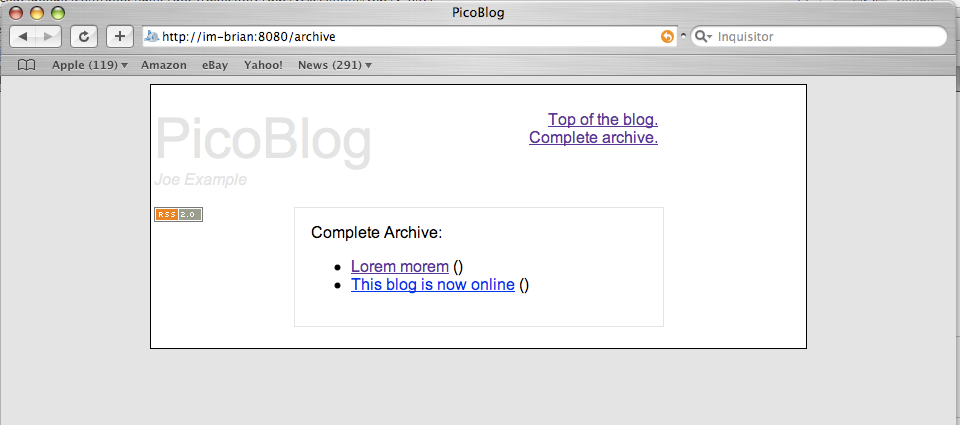 PicoBlog
http://im-brian:8080/archive
Inquisitor
Apple (119) Amazon eBay Yahoo! News (291)
PicoBlog
Joe Example
Top of the blog.
Complete archive.
RSS 2.0
Complete Archive:
Lorem morem ()
This blog is now online ()